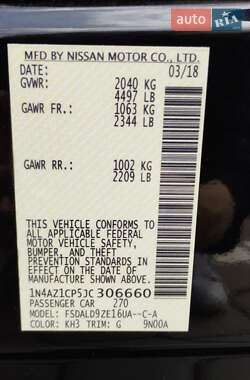 AUTO
RIA
MFD BY NISSAN MOTOR CO., LTD.
03/18
GVWR: 2040 KG
4497 LB
GAWR FR: 1063 KG
2344 LB
GAWR RR: 1002 KG
2209 LB
THIS VEHICLE CONFORMS TO
ALL APPLICABLE FEDERAL
MOTOR VEHICLE SAFETY,
BUMPER, AND THEFT
PREVENTION STANDARDS IN
EFFECT ON THE DATE OF
MANUFACTURE SHOWN ABOVE.
1N4AZ1CP5JC306660
PASSENGER CAR 270
MODEL: FSDALD9ZE16UA--C-A
COLOR: KH3 TRIM: G 9N00A